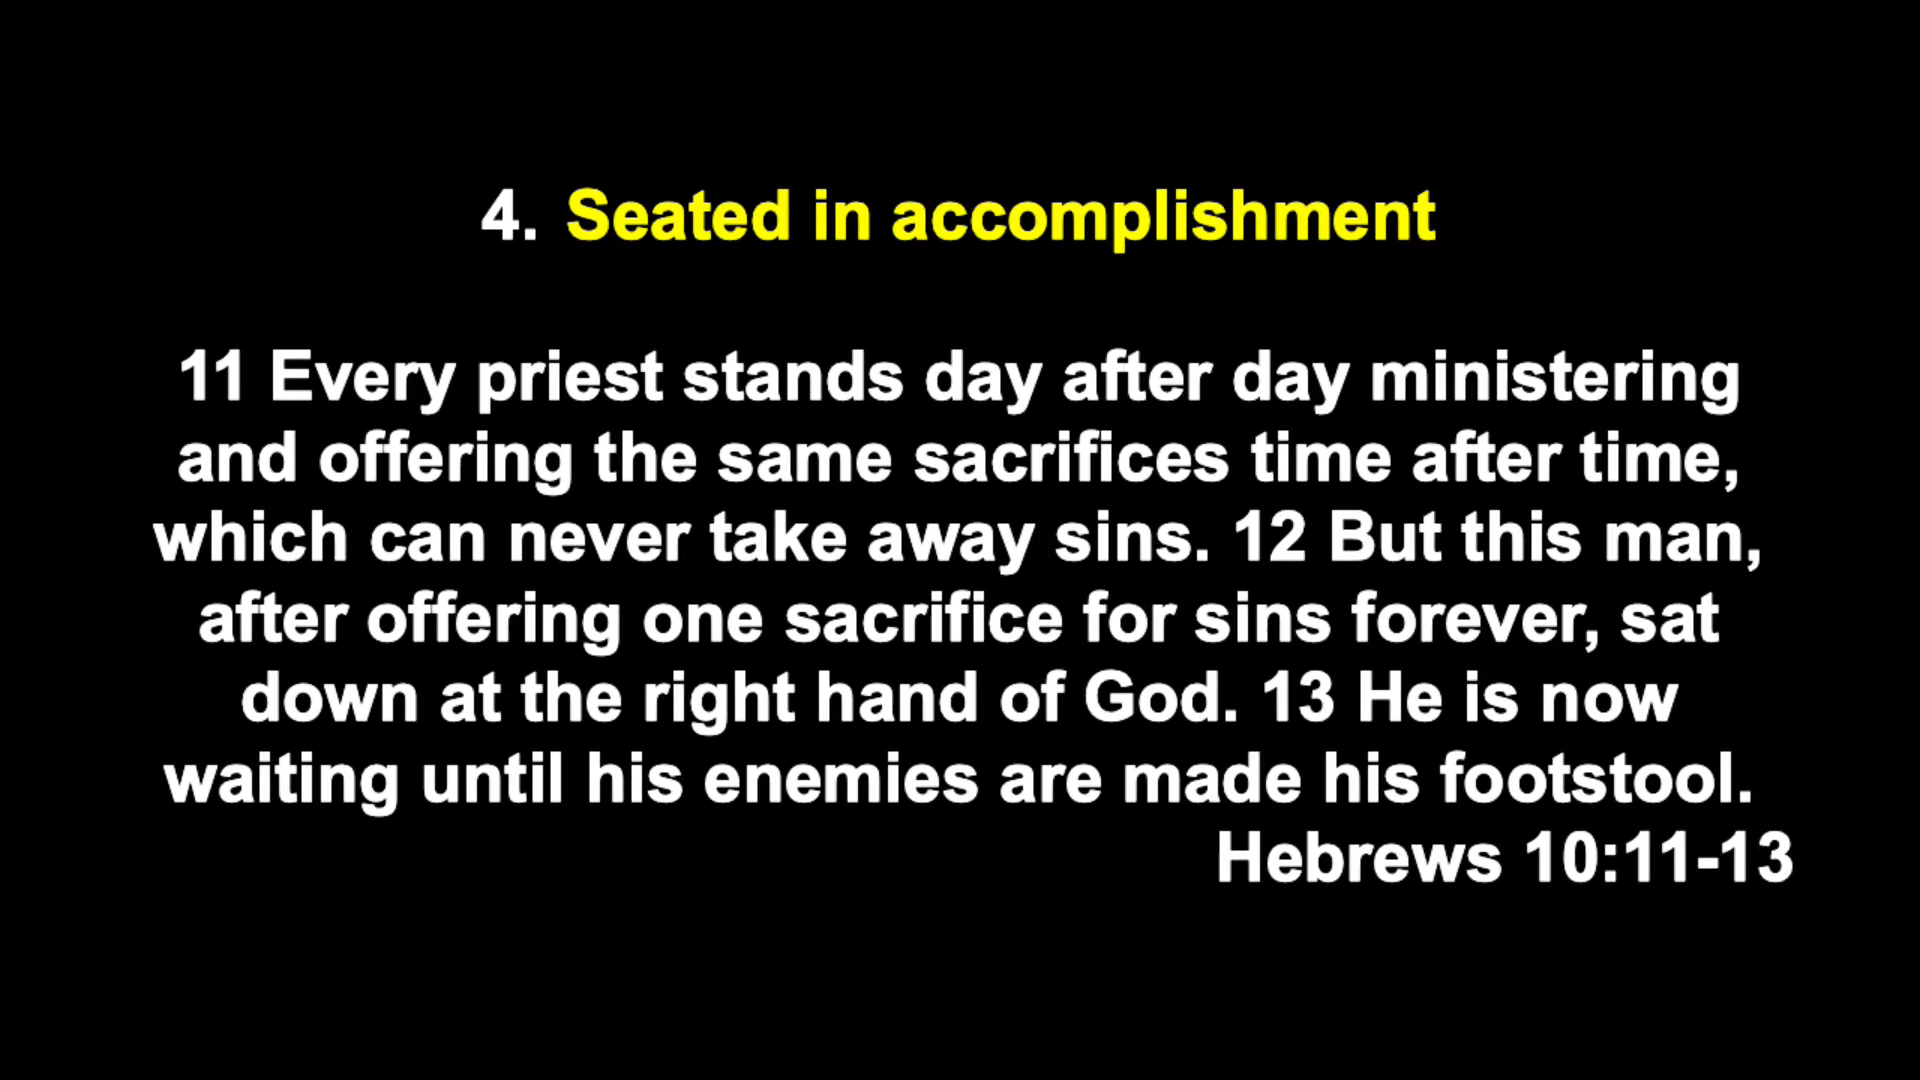 4. Seated in accomplishment
11 Every priest stands day after day ministering
and offering the same sacrifices time after time,
which can never take away sins. 12 But this man,
after offering one sacrifice for sins forever, sat
down at the right hand of God. 13 He is now
waiting until his enemies are made his footstool.
Hebrews 10:11-13